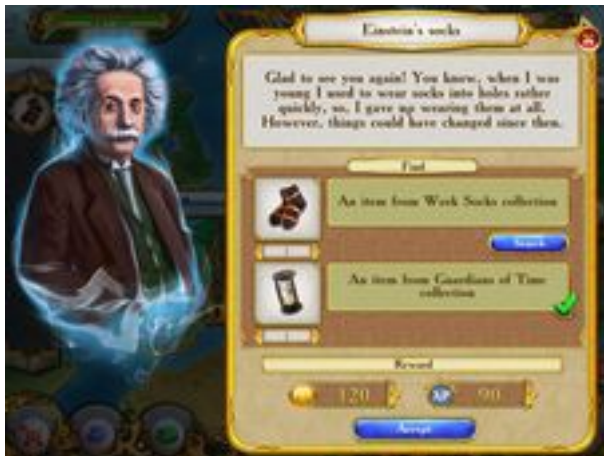 Einstein's socks
Glad to see you again! You know, when I was
young I used to wear socks into holes rather
quickly, so, I gave up wearing them at all.
However, things could have changed since then.
Find
An item from Week Socks collection
Search
An item from Guardians of Time
collection
Reward
120
XP
90
Accept